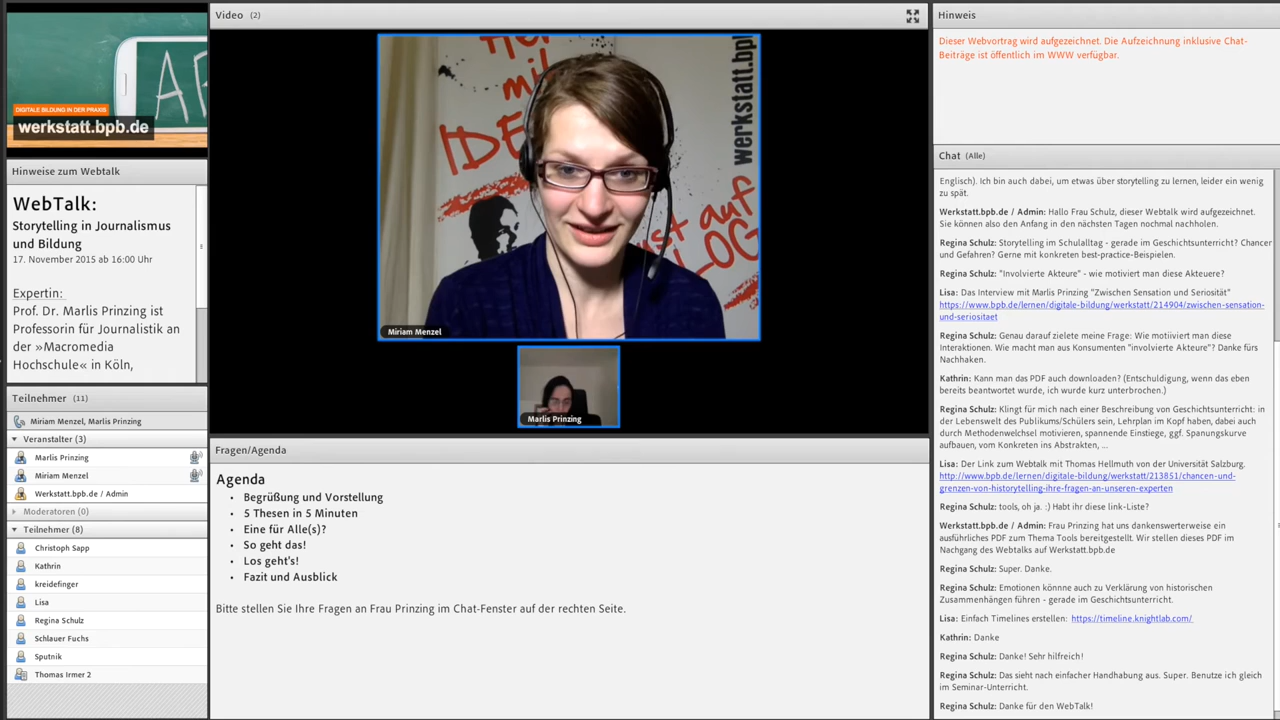 DIGITALE BILDUNG IN DER PRAXIS
werkstatt.bpb.de
Hinweise zum Webtalk
WebTalk:
Storytelling in Journalismus
und Bildung
17. November 2015 ab 16:00 Uhr
Expertin:
Prof. Dr. Marlis Prinzing ist
Professorin für Journalistik an
der »Macromedia
Hochschule« in Köln,
Teilnehmer (11)
Miriam Menzel, Marlis Prinzing
Veranstalter (3)
Marlis Prinzing
Miriam Menzel
Werkstatt.bpb.de / Admin
Moderatoren (0)
Teilnehmer (8)
Christoph Sapp
Kathrin
kreidefinger
Lisa
Regina Schulz
Schlauer Fuchs
Sputnik
Thomas Irmer 2
Video (2)
mit
werkstatt.bpb
auf
Miriam Menzel
Marlis Prinzing
Fragen/Agenda
Agenda
• Begrüßung und Vorstellung
• 5 Thesen in 5 Minuten
• Eine für Alle(s)?
• So geht das!
• Los geht's!
• Fazit und Ausblick
Bitte stellen Sie Ihre Fragen an Frau Prinzing im Chat-Fenster auf der rechten Seite.
Hinweis
Dieser Webvortrag wird aufgezeichnet. Die Aufzeichnung inklusive Chat-
Beiträge ist öffentlich im WWW verfügbar.
Chat (Alle)
Englisch). Ich bin auch dabei, um etwas über storytelling zu lernen, leider ein wenig
zu spät.
Werkstatt.bpb.de / Admin: Hallo Frau Schulz, dieser Webtalk wird aufgezeichnet.
Sie können also den Anfang in den nächsten Tagen nochmal nachholen.
Regina Schulz: Storytelling im Schulalltag - gerade im Geschichtsunterricht? Chancen
und Gefahren? Gerne mit konkreten best-practice-Beispielen.
Regina Schulz: "Involvierte Akteure" - wie motiviert man diese Akteuere?
Lisa: Das Interview mit Marlis Prinzing "Zwischen Sensation und Seriosität"
https://www.bpb.de/lernen/digitale-bildung/werkstatt/214904/zwischen-sensation-
und-seriositaet
Regina Schulz: Genau darauf zielete meine Frage: Wie motiiviert man diese
Interaktionen. Wie macht man aus Konsumenten "involvierte Akteure"? Danke fürs
Nachhaken.
Kathrin: Kann man das PDF auch downloaden? (Entschuldigung, wenn das eben
bereits beantwortet wurde, ich wurde kurz unterbrochen.)
Regina Schulz: Klingt für mich nach einer Beschreibung von Geschichtsunterricht: in
der Lebenswelt des Publikums/Schülers sein, Lehrplan im Kopf haben, dabei auch
durch Methodenwelchsel motivieren, spannende Einstiege, ggf. Spanungskurve
aufbauen, vom Konkreten ins Abstrakten, ...
Lisa: Der Link zum Webtalk mit Thomas Hellmuth von der Universität Salzburg.
http://www.bpb.de/lernen/digitale-bildung/werkstatt/213851/chancen-und-
grenzen-von-historytelling-ihre-fragen-an-unseren-experten
Regina Schulz: tools, oh ja. :) Habt ihr diese link-Liste?
Werkstatt.bpb.de / Admin: Frau Prinzing hat uns dankenswerterweise ein
ausführliches PDF zum Thema Tools bereitgestellt. Wir stellen dieses PDF im
Nachgang des Webtalks auf Werkstatt.bpb.de
Regina Schulz: Super. Danke.
Regina Schulz: Emotionen könnne auch zu Verklärung von historischen
Zusammenhängen führen - gerade im Geschichtsunterricht.
Lisa: Einfach Timelines erstellen: https://timeline.knightlab.com/
Kathrin: Danke
Regina Schulz: Danke! Sehr hilfreich!
Regina Schulz: Das sieht nach einfacher Handhabung aus. Super. Benutze ich gleich
im Seminar-Unterricht.
Regina Schulz: Danke für den WebTalk!